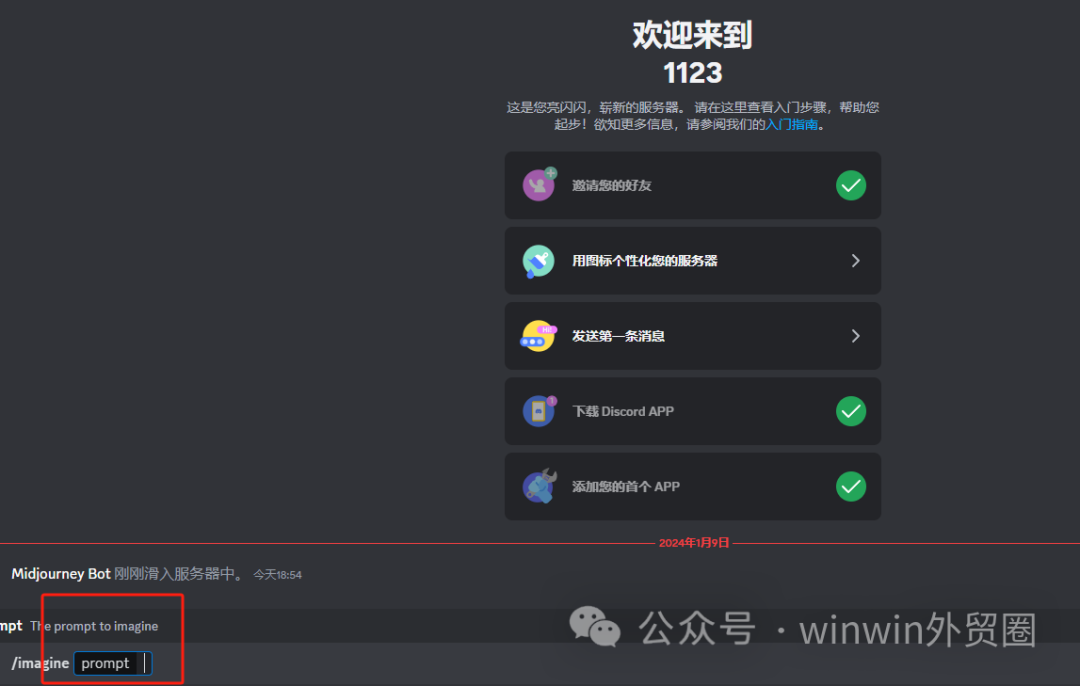 欢迎来到
1123
这是您亮闪闪，崭新的服务器。 请在这里查看入门步骤，帮助您
起步！欲知更多信息，请参阅我们的入门指南。
邀请您的好友
用图标个性化您的服务器
发送第一条消息
下载 Discord APP
添加您的首个 APP
2024年1月9日
Midjourney Bot 刚刚滑入服务器中。 今天18:54
mpt The prompt to imagine
/imagine prompt
公众号 · winwin外贸圈